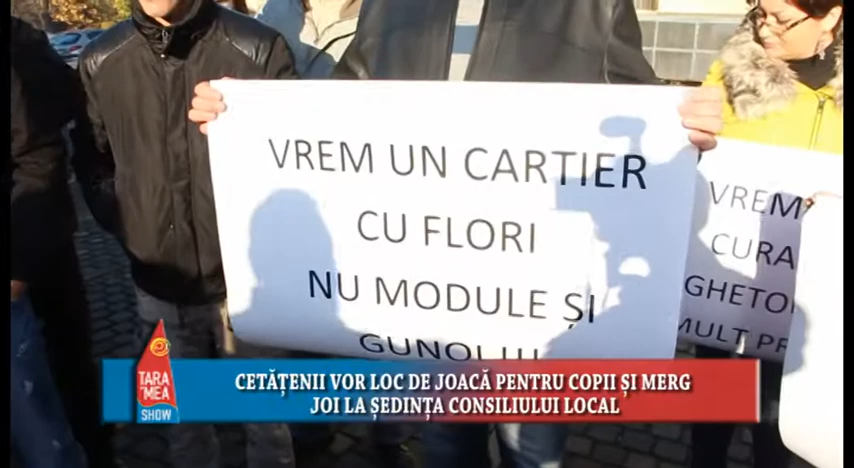 VREM UN CARTIER
CU FLORI
NU MODULE ȘI
VREM
CURA
GHETO
MULT
CETĂȚENII VOR LOC DE JOACĂ PENTRU COPII ȘI MERG
JOI LA ȘEDINȚA CONSILIULUI LOCAL
TARA
MEA
SHOW